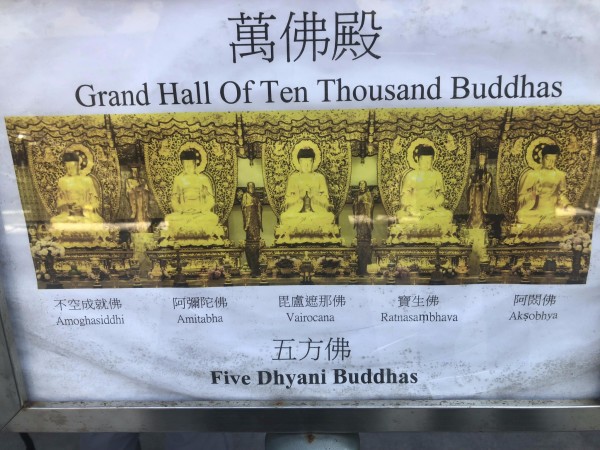 萬佛殿
Grand Hall Of Ten Thousand Buddhas
不空成就佛 阿彌陀佛 毘盧遮那佛 寶生佛 阿閦佛
Amoghasiddhi Amitabha Vairocana Ratnasaṃbhava Akṣobhya
五方佛
Five Dhyani Buddhas